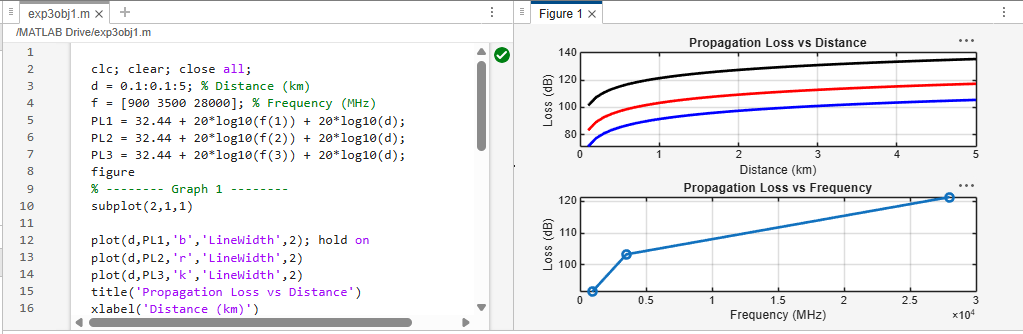 exp3obj1.m × +
/MATLAB Drive/exp3obj1.m
1
2 clc; clear; close all;
3 d = 0.1:0.1:5; % Distance (km)
4 f = [900 3500 28000]; % Frequency (MHz)
5 PL1 = 32.44 + 20*log10(f(1)) + 20*log10(d);
6 PL2 = 32.44 + 20*log10(f(2)) + 20*log10(d);
7 PL3 = 32.44 + 20*log10(f(3)) + 20*log10(d);
8 figure
9 % -------- Graph 1 --------
10 subplot(2,1,1)
11
12 plot(d,PL1,'b','LineWidth',2); hold on
13 plot(d,PL2,'r','LineWidth',2)
14 plot(d,PL3,'k','LineWidth',2)
15 title('Propagation Loss vs Distance')
16 xlabel('Distance (km)')
Figure 1 ×
Propagation Loss vs Distance
Loss (dB)
140
120
100
80
0 1 2 3 4 5
Distance (km)
Propagation Loss vs Frequency
Loss (dB)
120
110
100
0 0.5 1 1.5 2 2.5 3
Frequency (MHz)
×10⁴